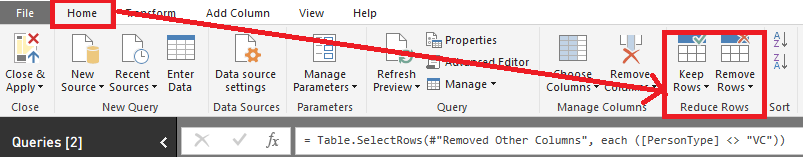 File Home Transform Add Column View Help
Close & Apply New Source Recent Sources Enter Data Data source settings Manage Parameters Refresh Preview Properties Advanced Editor Manage Choose Columns Remove Columns Keep Rows Remove Rows
Close New Query Data Sources Parameters Query Manage Columns Reduce Rows Sort
Queries [2] = Table.SelectRows(#"Removed Other Columns", each ([PersonType] <> "VC"))